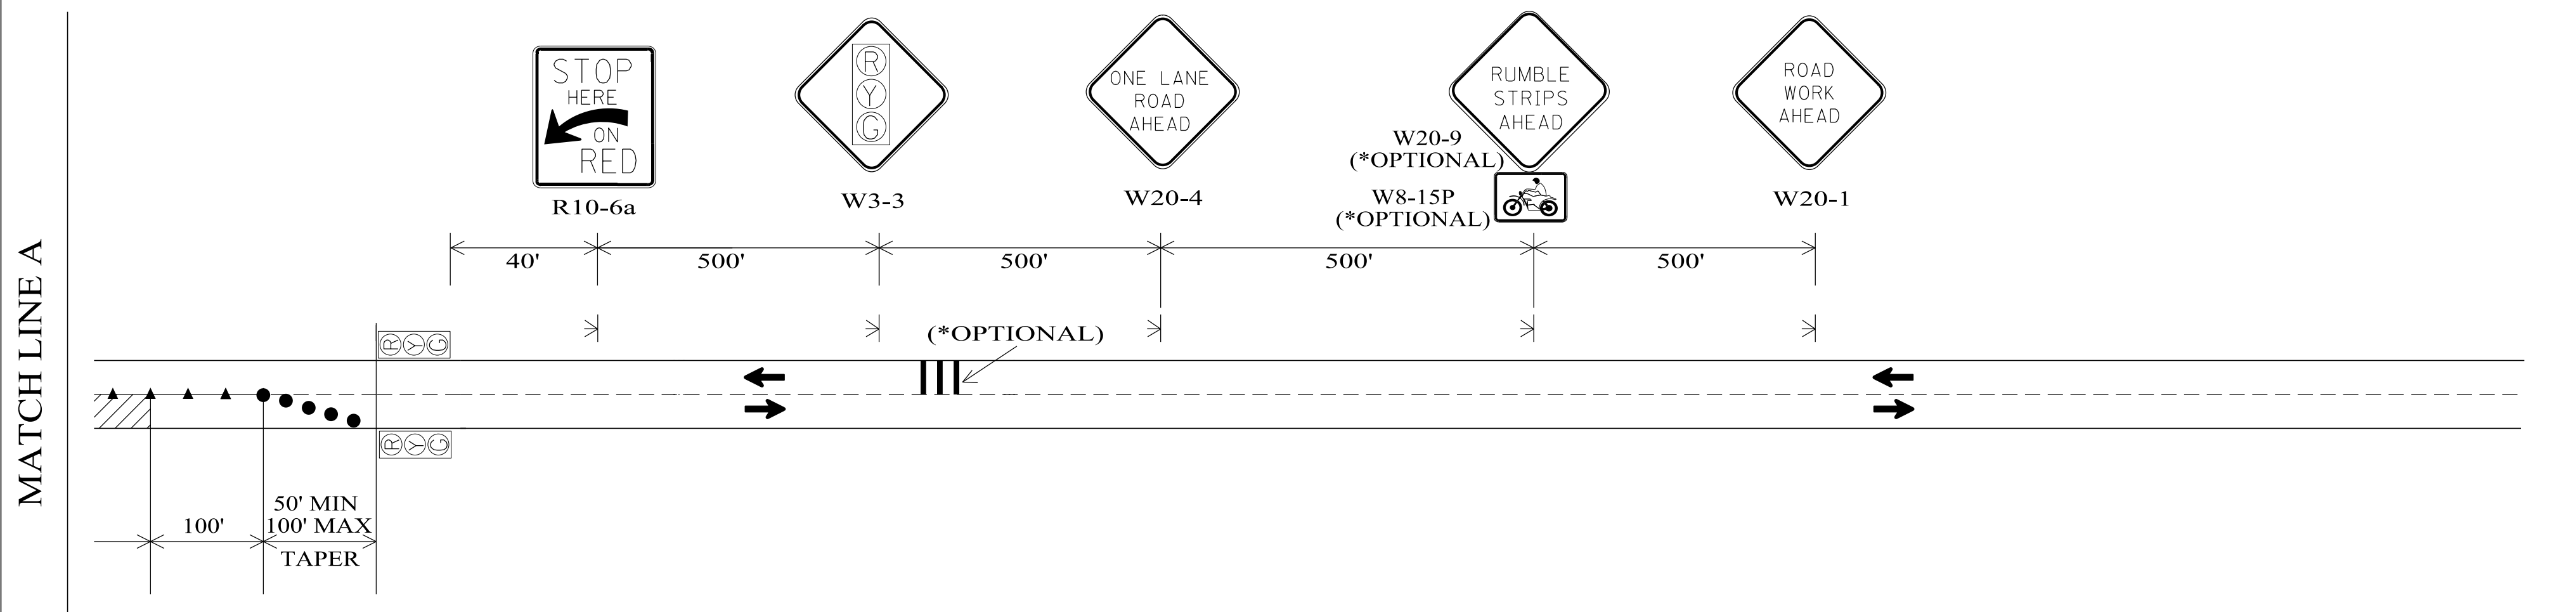 MATCH LINE A
STOP
HERE
ON
RED
R10-6a
R
Y
G
W3-3
ONE LANE
ROAD
AHEAD
W20-4
RUMBLE
STRIPS
AHEAD
W20-9
(*OPTIONAL)
W8-15P
(*OPTIONAL)
ROAD
WORK
AHEAD
W20-1
40'
500'
500'
500'
500'
(*OPTIONAL)
R Y G
R Y G
100'
50' MIN
100' MAX
TAPER